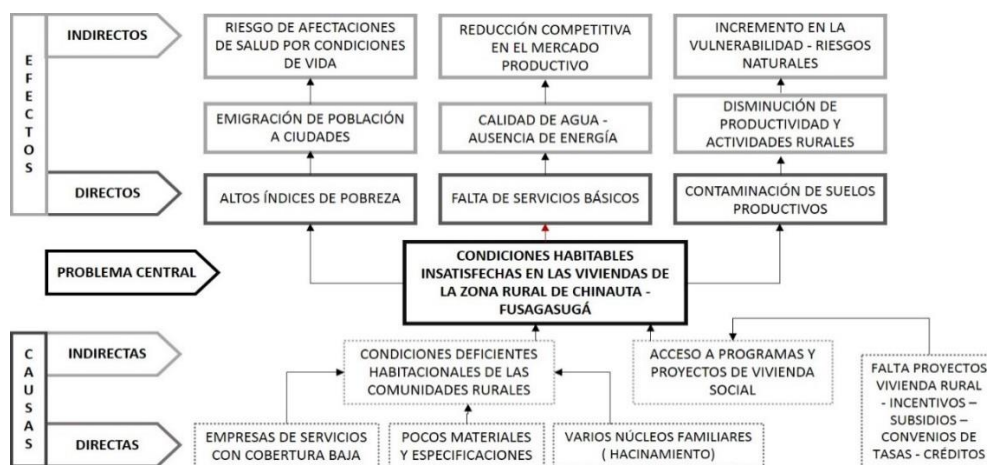 EFECTOS
INDIRECTOS
RIESGO DE AFECTACIONES
DE SALUD POR CONDICIONES
DE VIDA
REDUCCIÓN COMPETITIVA
EN EL MERCADO
PRODUCTIVO
INCREMENTO EN LA
VULNERABILIDAD - RIESGOS
NATURALES
EMIGRACIÓN DE POBLACIÓN
A CIUDADES
CALIDAD DE AGUA -
AUSENCIA DE ENERGÍA
DISMINUCIÓN DE
PRODUCTIVIDAD Y
ACTIVIDADES RURALES
DIRECTOS
ALTOS ÍNDICES DE POBREZA
FALTA DE SERVICIOS BÁSICOS
CONTAMINACIÓN DE SUELOS
PRODUCTIVOS
PROBLEMA CENTRAL
CONDICIONES HABITABLES
INSATISFECHAS EN LAS VIVIENDAS DE
LA ZONA RURAL DE CHINAUTA -
FUSAGASUGÁ
CAUSAS
INDIRECTAS
CONDICIONES DEFICIENTES
HABITACIONALES DE LAS
COMUNIDADES RURALES
ACCESO A PROGRAMAS Y
PROYECTOS DE VIVIENDA
SOCIAL
FALTA PROYECTOS
VIVIENDA RURAL
- INCENTIVOS –
SUBSIDIOS –
CONVENIOS DE
TASAS - CRÉDITOS
DIRECTAS
EMPRESAS DE SERVICIOS
CON COBERTURA BAJA
POCOS MATERIALES
Y ESPECIFICACIONES
VARIOS NÚCLEOS FAMILIARES
( HACINAMIENTO)